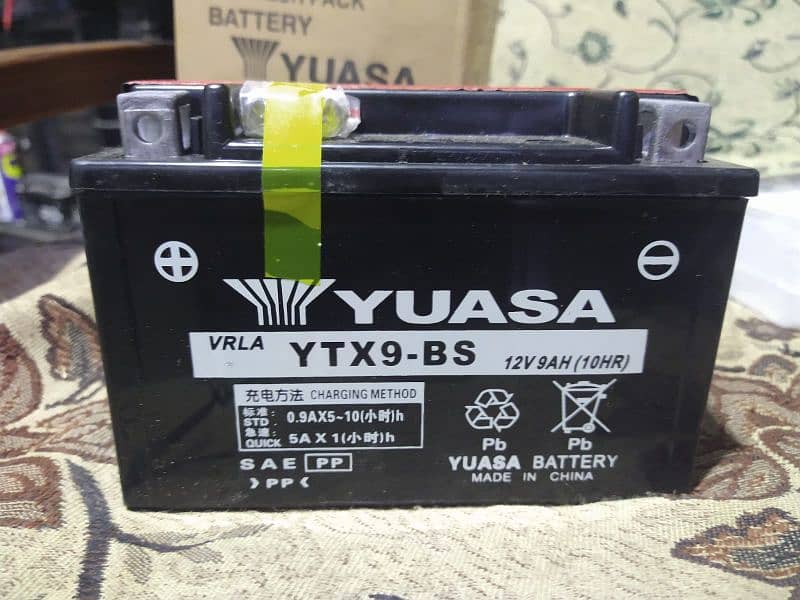 BATTERY
YUASA
YUASA
VRLA YTX9-BS 12V 9AH (10HR)
充电方法 CHARGING METHOD
标准: STD 0.9AX5~10(小时)h
急速: QUICK 5AX1(小时)h
SAE PP
>PP<
Pb Pb
YUASA BATTERY
MADE IN CHINA